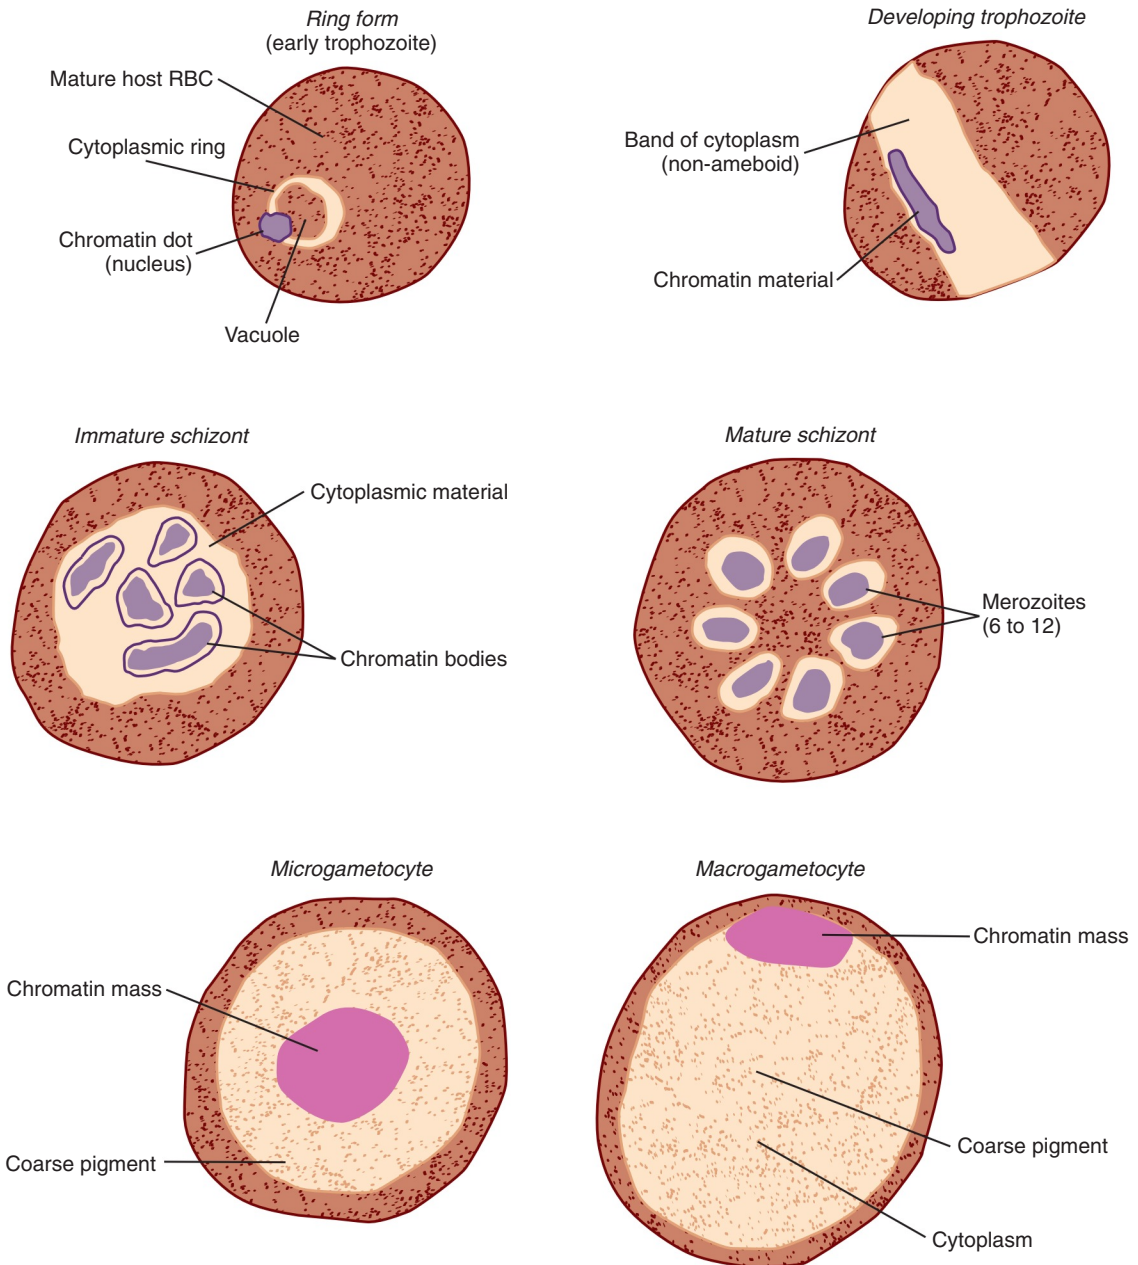 Ring form
(early trophozoite)
Mature host RBC
Cytoplasmic ring
Chromatin dot
(nucleus)
Vacuole
Developing trophozoite
Band of cytoplasm
(non-ameboid)
Chromatin material
Immature schizont
Cytoplasmic material
Chromatin bodies
Mature schizont
Merozoites
(6 to 12)
Microgametocyte
Chromatin mass
Coarse pigment
Macrogametocyte
Chromatin mass
Coarse pigment
Cytoplasm